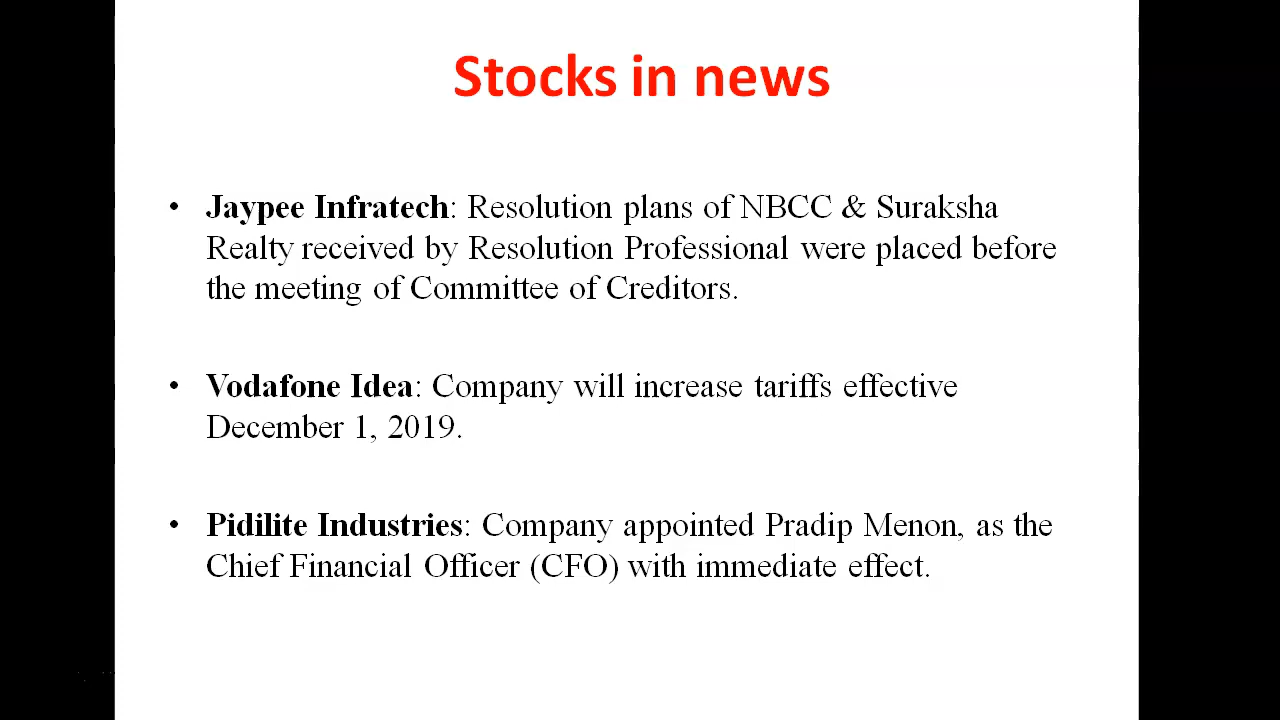 Stocks in news
• Jaypee Infratech: Resolution plans of NBCC & Suraksha
Realty received by Resolution Professional were placed before
the meeting of Committee of Creditors.
• Vodafone Idea: Company will increase tariffs effective
December 1, 2019.
• Pidilite Industries: Company appointed Pradip Menon, as the
Chief Financial Officer (CFO) with immediate effect.